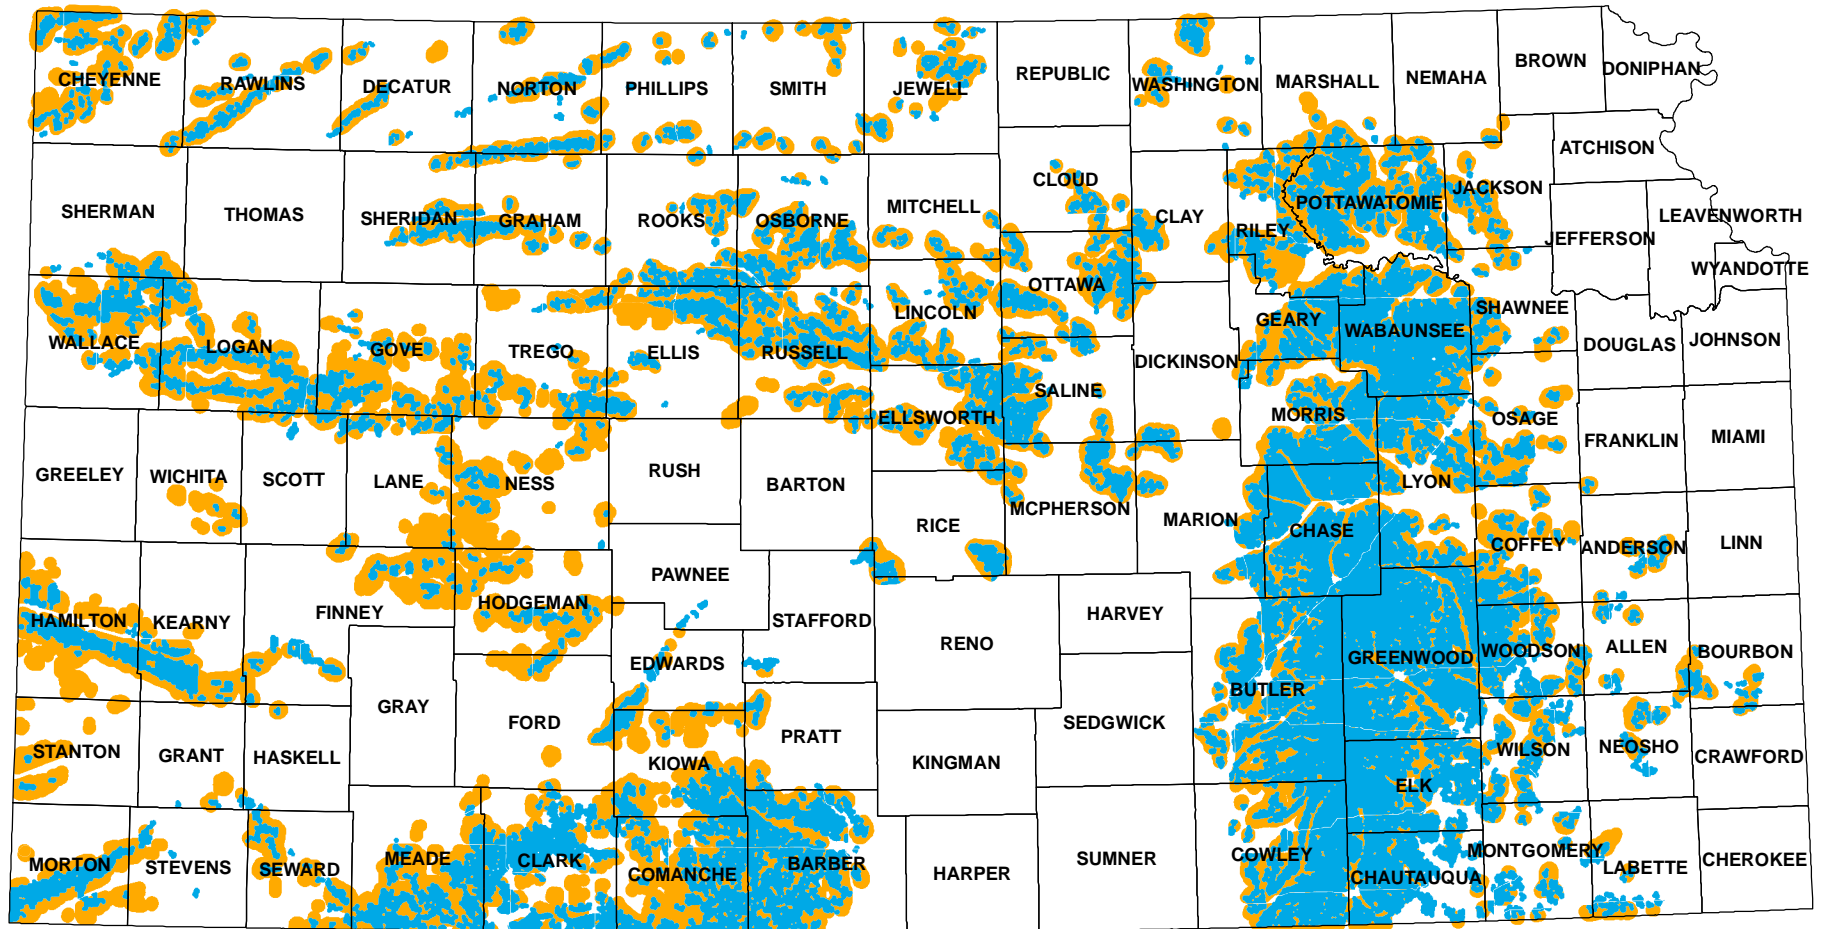 CHEYENNE
RAWLINS
DECATUR
NORTON
PHILLIPS
SMITH
JEWELL
REPUBLIC
WASHINGTON
MARSHALL
NEMAHA
BROWN
DONIPHAN
SHERMAN
THOMAS
SHERIDAN
GRAHAM
ROOKS
OSBORNE
MITCHELL
CLOUD
CLAY
RILEY
POTTAWATOMIE
JACKSON
ATCHISON
JEFFERSON
LEAVENWORTH
WYANDOTTE
WALLACE
LOGAN
GOVE
TREGO
ELLIS
RUSSELL
LINCOLN
OTTAWA
SALINE
DICKINSON
GEARY
WABAUNSEE
SHAWNEE
DOUGLAS
JOHNSON
GREELEY
WICHITA
SCOTT
LANE
NESS
RUSH
BARTON
ELLSWORTH
RICE
MCPHERSON
MARION
MORRIS
CHASE
LYON
OSAGE
FRANKLIN
MIAMI
COFFEY
ANDERSON
LINN
HAMILTON
KEARNY
FINNEY
HODGEMAN
PAWNEE
STAFFORD
EDWARDS
RENO
HARVEY
BUTLER
GREENWOOD
WOODSON
ALLEN
BOURBON
STANTON
GRANT
HASKELL
GRAY
FORD
KIOWA
PRATT
KINGMAN
SEDGWICK
ELK
WILSON
NEOSHO
CRAWFORD
MORTON
STEVENS
SEWARD
MEADE
CLARK
COMANCHE
BARBER
HARPER
SUMNER
COWLEY
CHAUTAUQUA
MONTGOMERY
LABETTE
CHEROKEE